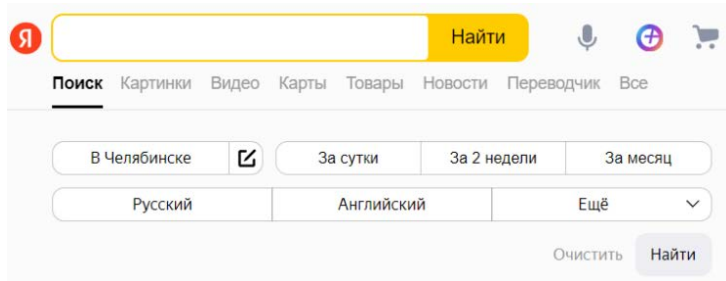 Я Найти
Поиск Картинки Видео Карты Товары Новости Переводчик Все
В Челябинске За сутки За 2 недели За месяц
Русский Английский Ещё
Очистить Найти